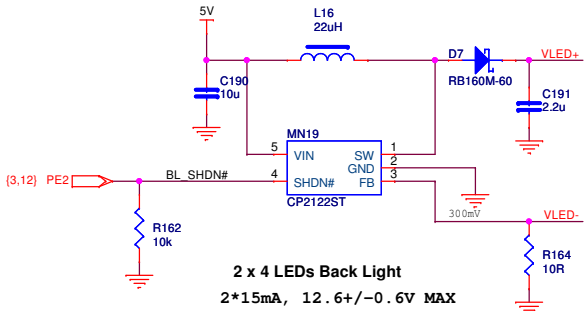 5V
L16
22uH
D7
VLED+
RB160M-60
C190
10u
C191
2.2u
MN19
5
VIN
SW
1
GND
2
4
SHDN#
FB
3
CP2122ST
{3,12}
PE2
BL_SHDN#
300mV
VLED-
R162
10k
R164
10R
2 x 4 LEDs Back Light
2*15mA, 12.6+/-0.6V MAX